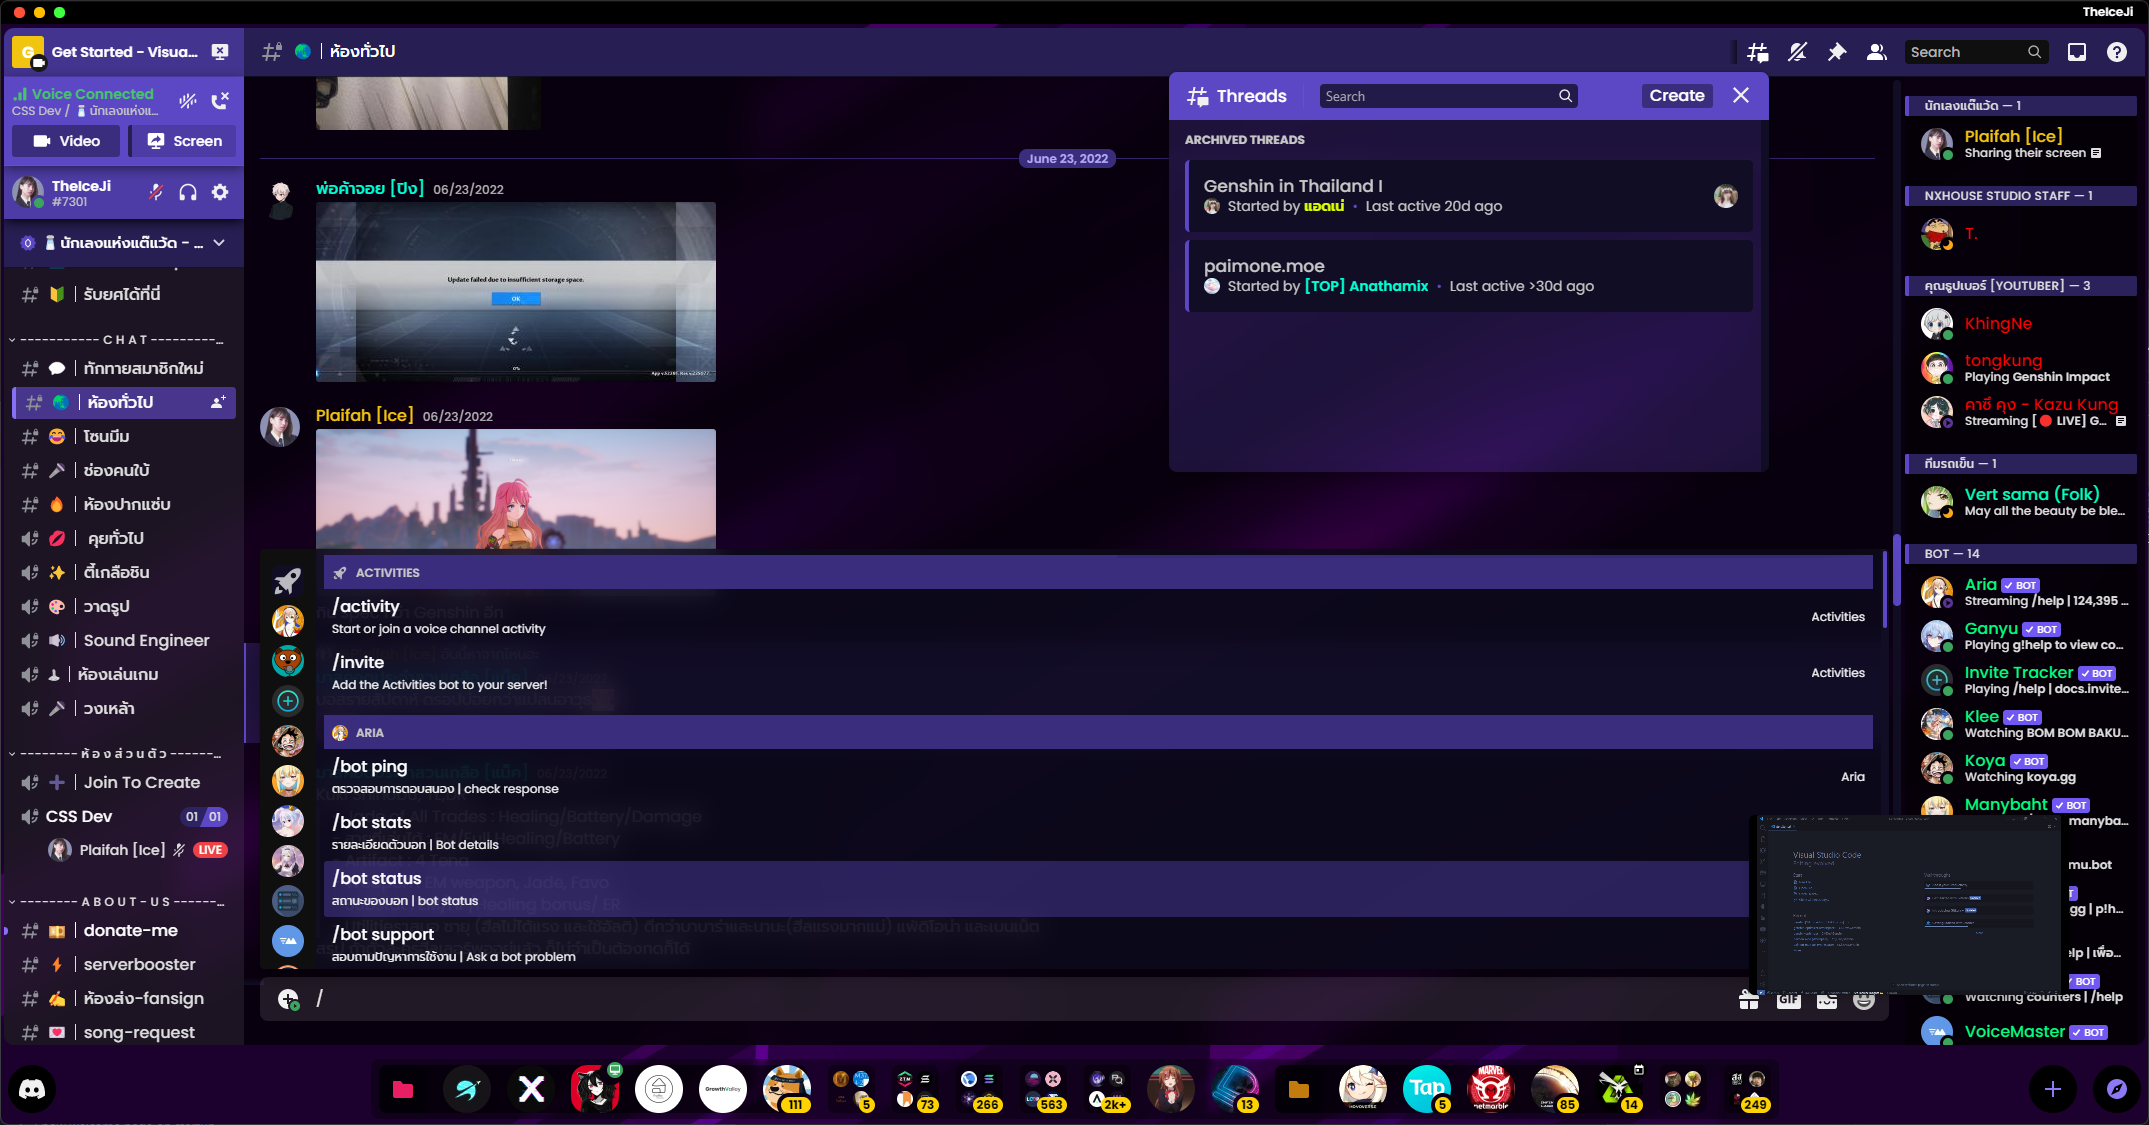 TheIceJi
Get Started - Visua...
Voice Connected
CSS Dev / นักเลงแห่งแ...
Video
Screen
TheIceJi
#7301
นักเลงแห่งแต๊แว้ด - ...
รับยศได้ที่นี่
----------- C H A T ---------...
ทักทายสมาชิกใหม่
ห้องทั่วไป
โซนมีม
ช่องคนใบ้
ห้องปากแซ่บ
คุยทั่วไป
ตี้เกลือซิน
วาดรูป
Sound Engineer
ห้องเล่นเกม
วงเหล้า
-------- ห้ อ ง ส่ ว น ตั ว ------...
Join To Create
CSS Dev
01 / 01
Plaifah [Ice]
LIVE
-------- A B O U T - U S ------...
donate-me
serverbooster
ห้องส่ง-fansign
song-request
ห้องทั่วไป
Search
June 23, 2022
พ่อค้าจอย [ปิง] 06/23/2022
Update failed due to insufficient storage space.
OK
0%
Plaifah [Ice] 06/23/2022
Threads
Search
Create
ARCHIVED THREADS
Genshin in Thailand I
Started by แอดเน่ • Last active 20d ago
paimone.moe
Started by [TOP] Anathamix • Last active >30d ago
ACTIVITIES
/activity
Start or join a voice channel activity
Activities
/invite
Add the Activities bot to your server!
Activities
ARIA
/bot ping
ตรวจสอบการตอบสนอง | check response
Aria
/bot stats
รายละเอียดตัวบอท | Bot details
/bot status
สถานะของบอท | bot status
/bot support
สอบถามปัญหาการใช้งาน | Ask a bot problem
/
GIF
นักเลงแต๊แว้ด — 1
Plaifah [Ice]
Sharing their screen
NXHOUSE STUDIO STAFF — 1
T.
คุณธูปเบอร์ [YOUTUBER] — 3
KhingNe
tongkung
Playing Genshin Impact
คาซึ คุง - Kazu Kung
Streaming [ LIVE] G...
ทีมรถเข็น — 1
Vert sama (Folk)
May all the beauty be ble...
BOT — 14
Aria BOT
Streaming /help | 124,395 ...
Ganyu BOT
Playing g!help to view co...
Invite Tracker BOT
Playing /help | docs.invite...
Klee BOT
Watching BOM BOM BAKU...
Koya BOT
Watching koya.gg
Manybaht BOT
manyba...
mu.bot
gg | p!h...
elp | เพื่อ...
BOT
Watching counters | /help
VoiceMaster BOT
Visual Studio Code
GrowthValley
111
5
73
266
563
2k+
13
Tap
5
MARVEL
netmarble
85
14
249